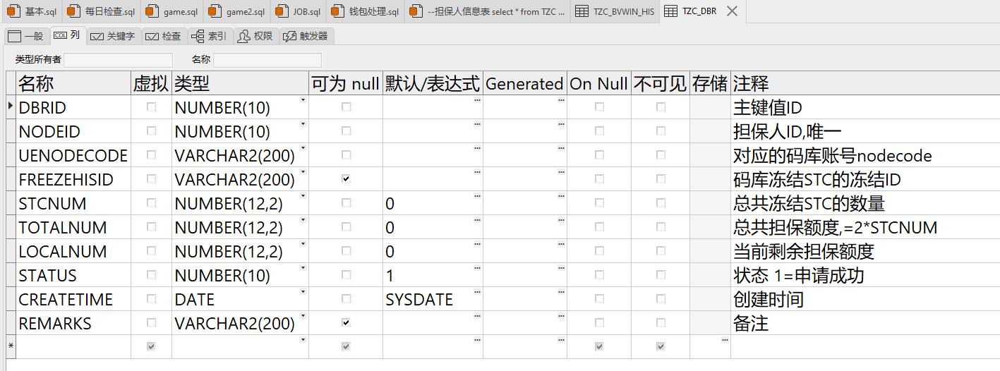 基本.sql 每日检查.sql game.sql game2.sql JOB.sql 钱包处理.sql --担保人信息表 select * from TZC ... TZC_BVWIN_HIS TZC_DBR
一般 COL 列 关键字 检查 索引 权限 触发器
类型所有者 名称
名称 虚拟 类型 可为 null 默认/表达式 Generated On Null 不可见 存储 注释
DBRID NUMBER(10) 主键值ID
NODEID NUMBER(10) 担保人ID,唯一
UENODECODE VARCHAR2(200) 对应的码库账号nodecode
FREEZEHISID VARCHAR2(200) 码库冻结STC的冻结ID
STCNUM NUMBER(12,2) 0 总共冻结STC的数量
TOTALNUM NUMBER(12,2) 0 总共担保额度,=2*STCNUM
LOCALNUM NUMBER(12,2) 0 当前剩余担保额度
STATUS NUMBER(10) 1 状态 1=申请成功
CREATETIME DATE SYSDATE 创建时间
REMARKS VARCHAR2(200) 备注
*